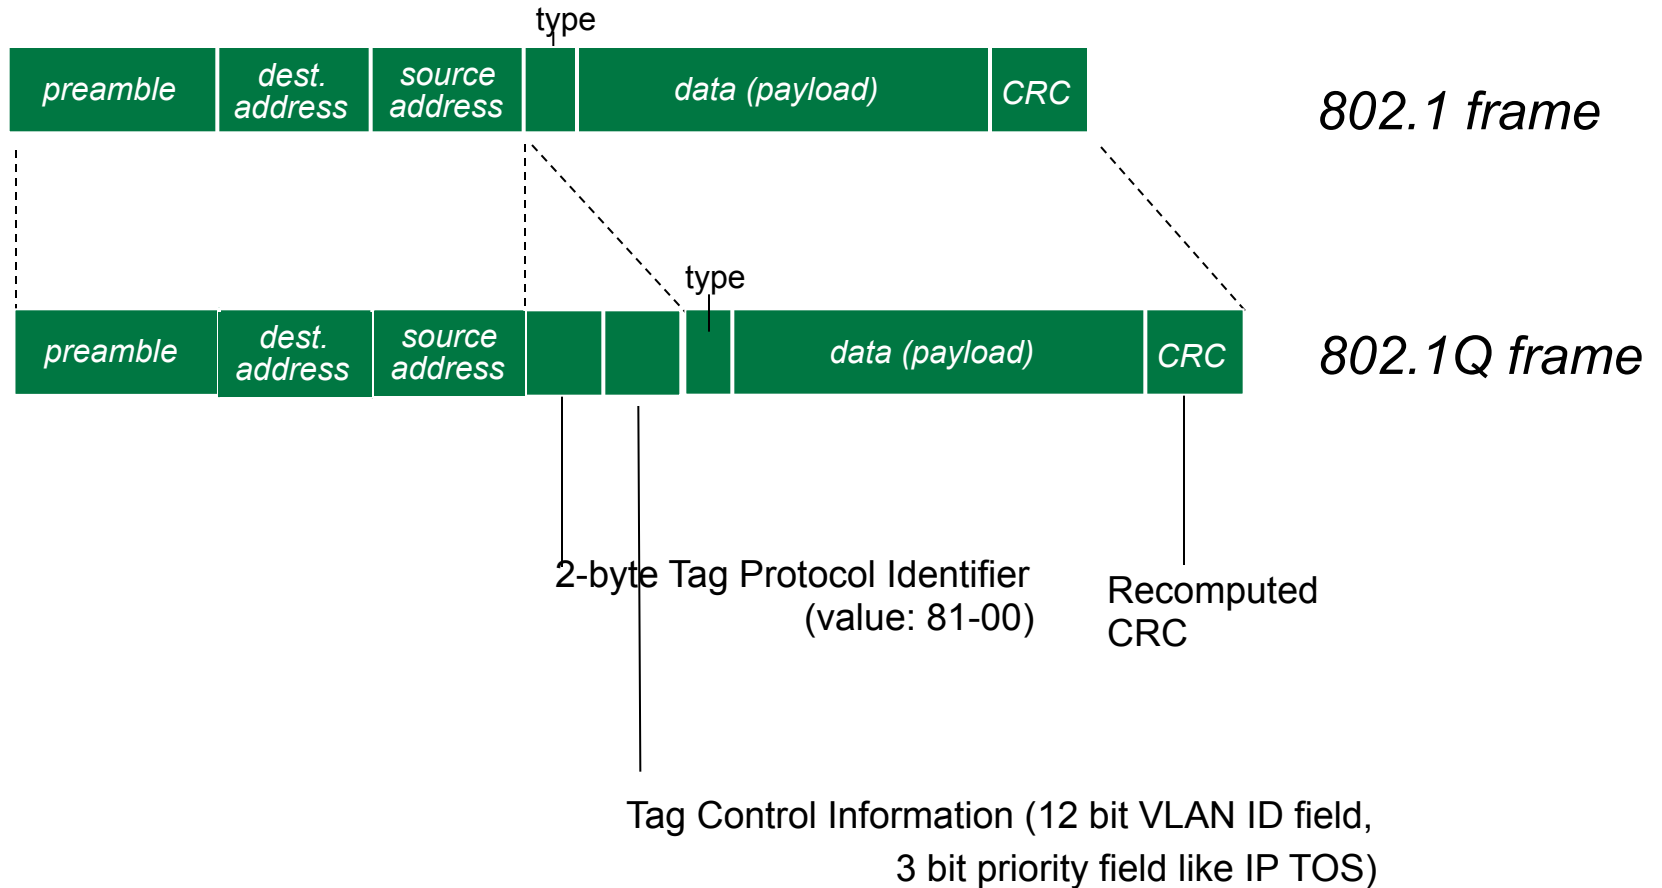 type
preamble
dest.
address
source
address
data (payload)
CRC
802.1 frame
type
preamble
dest.
address
source
address
data (payload)
CRC
802.1Q frame
2-byte Tag Protocol Identifier
(value: 81-00)
Recomputed
CRC
Tag Control Information (12 bit VLAN ID field,
3 bit priority field like IP TOS)